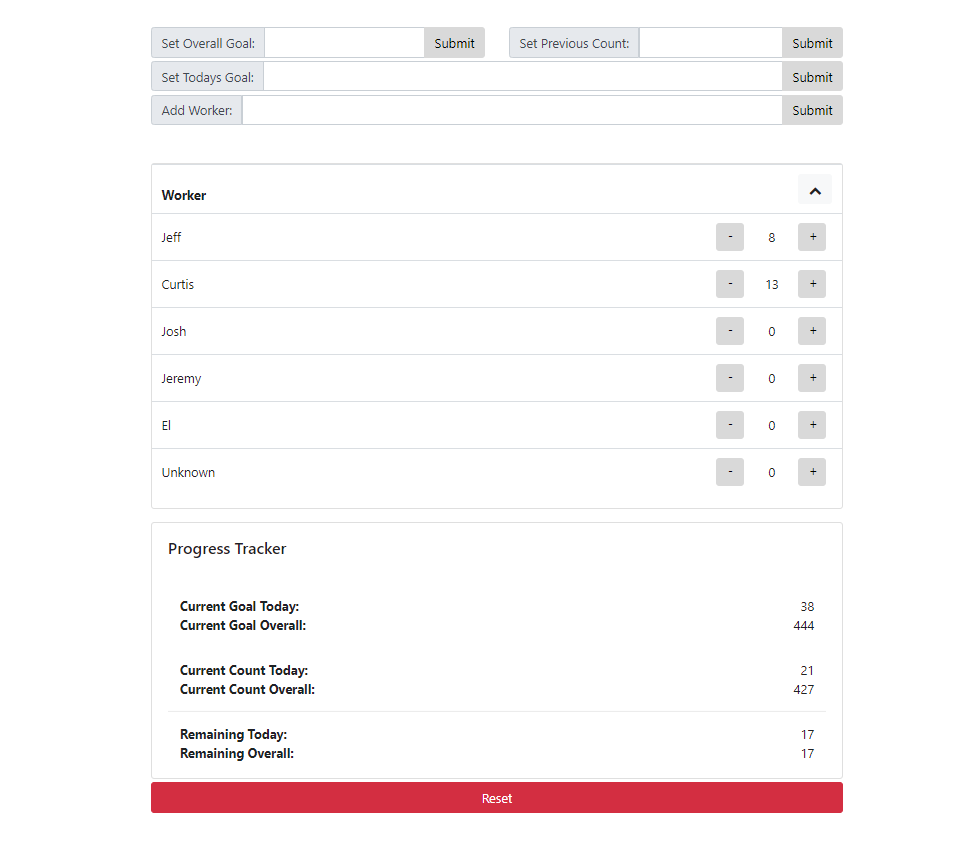 Set Overall Goal: Submit Set Previous Count: Submit
Set Todays Goal: Submit
Add Worker: Submit
Worker
Jeff - 8 +
Curtis - 13 +
Josh - 0 +
Jeremy - 0 +
El - 0 +
Unknown - 0 +
Progress Tracker
Current Goal Today: 38
Current Goal Overall: 444
Current Count Today: 21
Current Count Overall: 427
Remaining Today: 17
Remaining Overall: 17
Reset